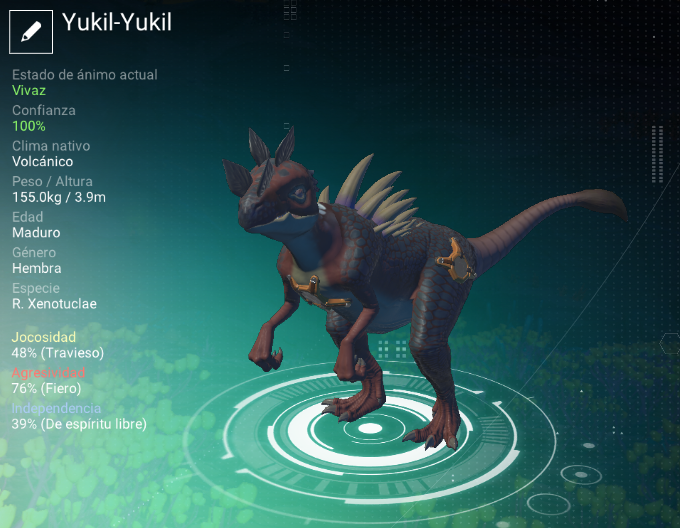 Yukil-Yukil
Estado de ánimo actual
Vivaz
Confianza
100%
Clima nativo
Volcánico
Peso / Altura
155.0kg / 3.9m
Edad
Maduro
Género
Hembra
Especie
R. Xenotuclae
Jocosidad
48% (Travieso)
Agresividad
76% (Fiero)
Independencia
39% (De espíritu libre)